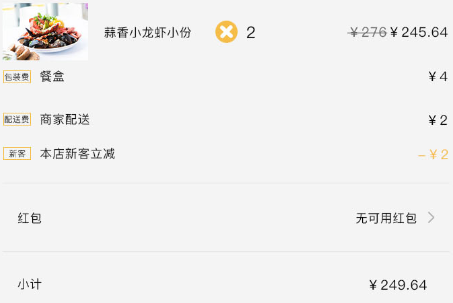 蒜香小龙虾小份 2 ¥276 ¥245.64
包装费 餐盒 ¥4
配送费 商家配送 ¥2
新客 本店新客立减 -¥2
红包 无可用红包
小计 ¥249.64